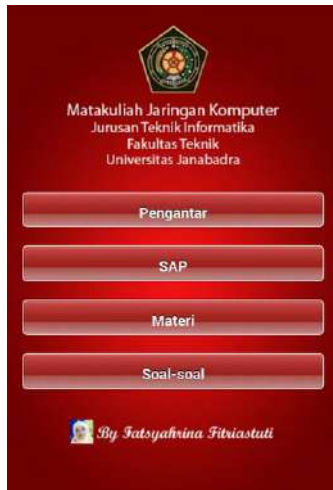 Matakuliah Jaringan Komputer
Jurusan Teknik Informatika
Fakultas Teknik
Universitas Janabadra
Pengantar
SAP
Materi
Soal-soal
By Fatsyahrina Fitriastuti